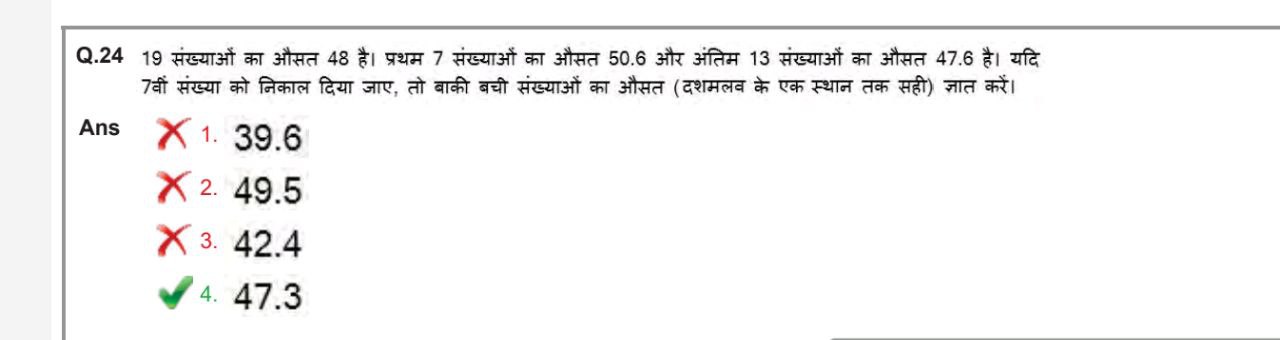 Q.24 19 संख्याओं का औसत 48 है। प्रथम 7 संख्याओं का औसत 50.6 और अंतिम 13 संख्याओं का औसत 47.6 है। यदि
7वीं संख्या को निकाल दिया जाए, तो बाकी बची संख्याओं का औसत (दशमलव के एक स्थान तक सही) ज्ञात करें।
Ans 1. 39.6
2. 49.5
3. 42.4
4. 47.3